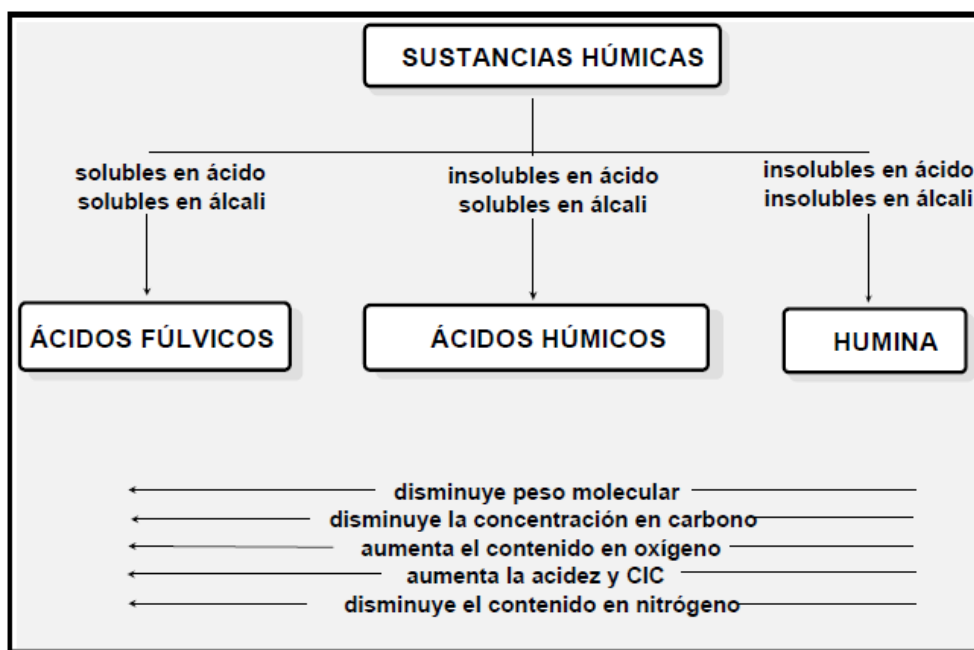 SUSTANCIAS HÚMICAS
solubles en ácido
solubles en álcali
insolubles en ácido
solubles en álcali
insolubles en ácido
insolubles en álcali
ÁCIDOS FÚLVICOS
ÁCIDOS HÚMICOS
HUMINA
disminuye peso molecular
disminuye la concentración en carbono
aumenta el contenido en oxígeno
aumenta la acidez y CIC
disminuye el contenido en nitrógeno